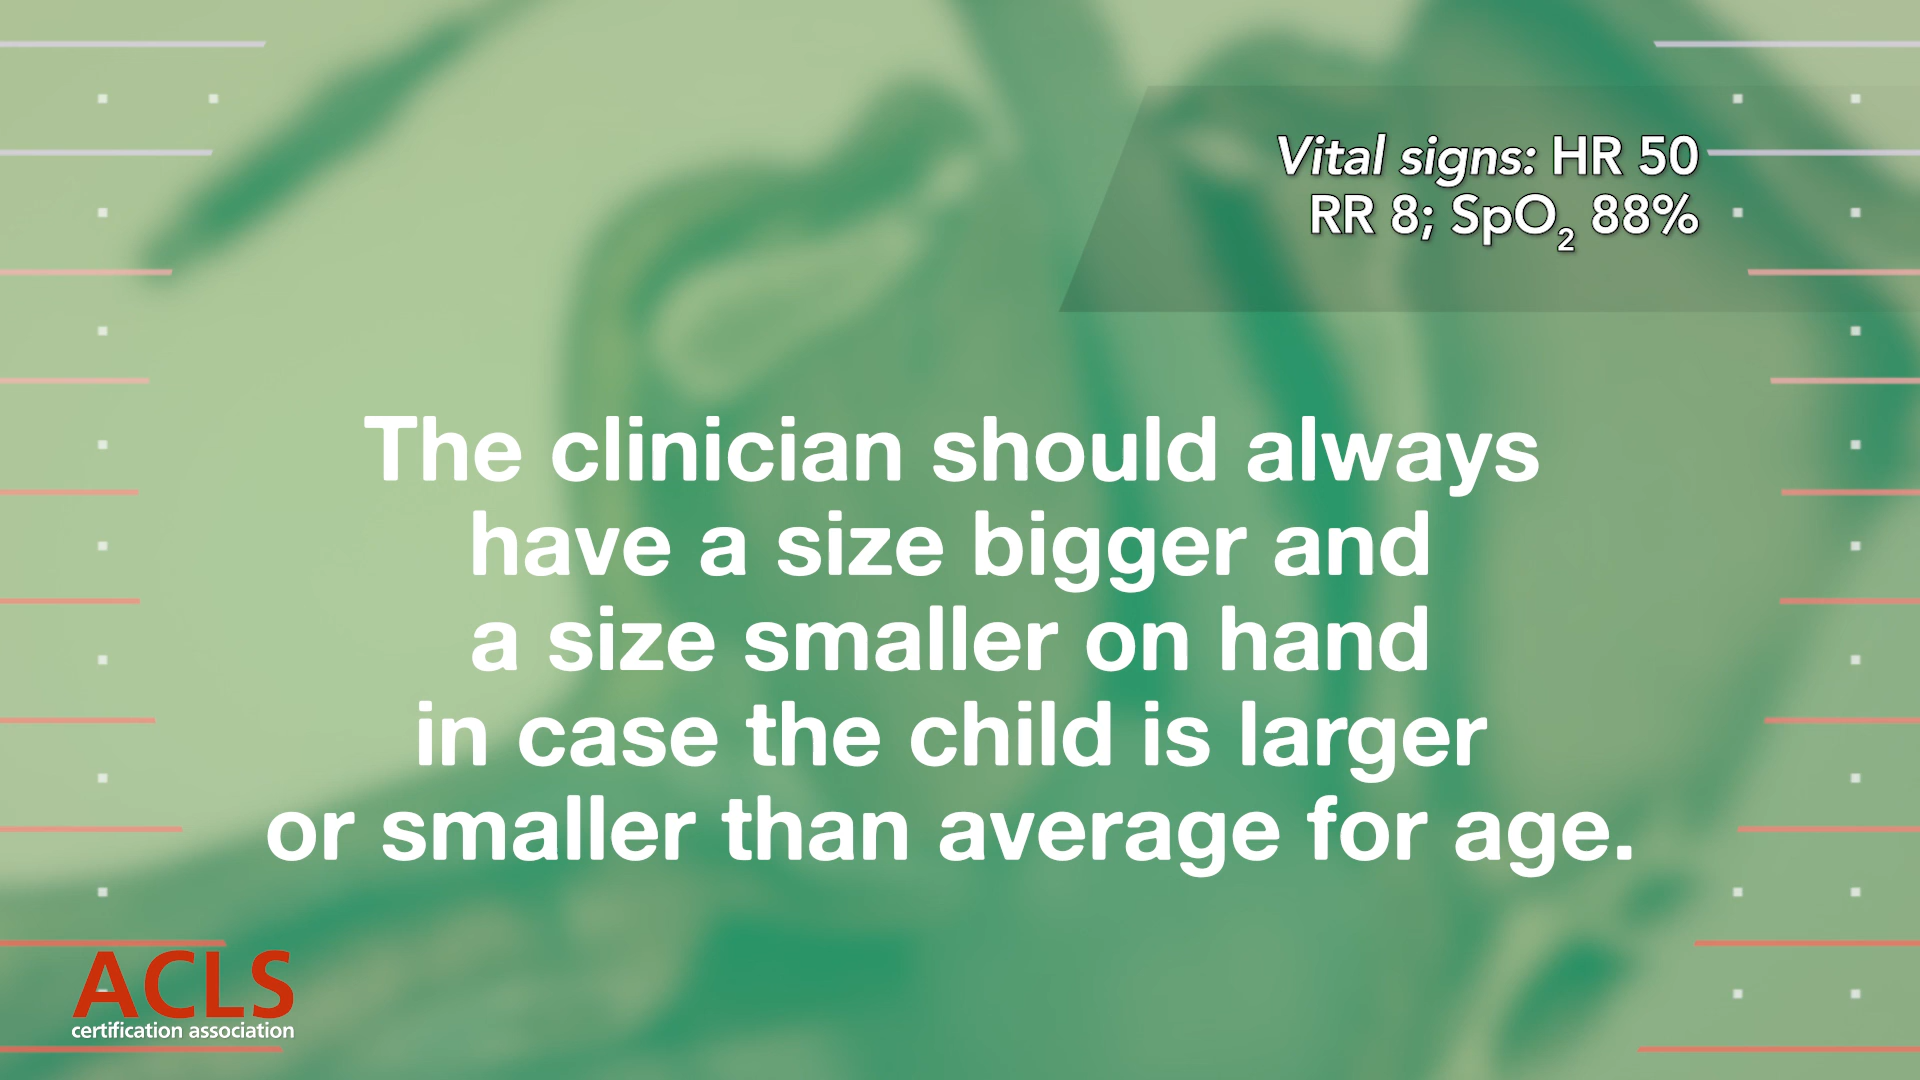 Vital signs: HR 50
RR 8; SpO₂ 88%
The clinician should always
have a size bigger and
a size smaller on hand
in case the child is larger
or smaller than average for age.
ACLS
certification association